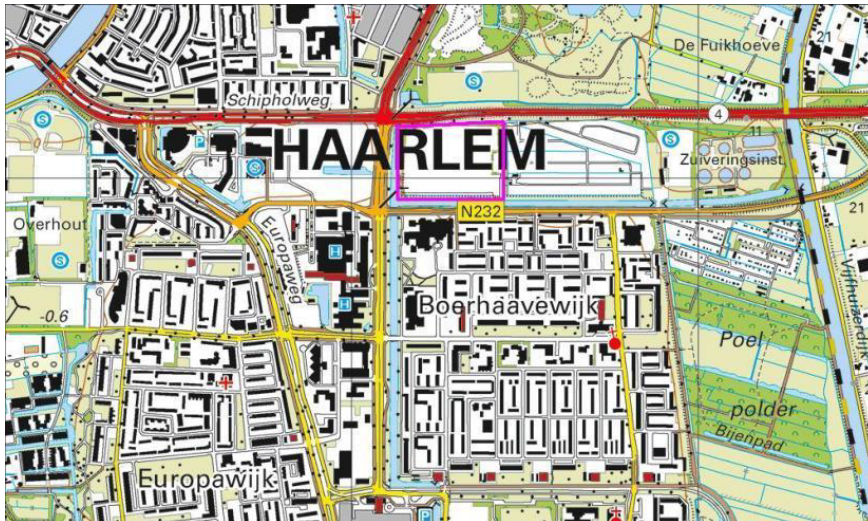 De Fuikhoeve
21
Schipholweg
4
11
S
P
HAARLEM
Zuiveringsinst.
S
S
S
N232
21
Overhout
Europaweg
H
S
Boerhaavewijk
H
-0.6
Poel
polder
Bijenpad
Europawijk
P